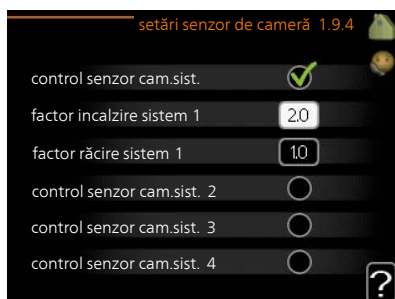 setări senzor de cameră 1.9.4
control senzor cam.sist.
factor incalzire sistem 1 2.0
factor răcire sistem 1 1.0
control senzor cam.sist. 2
control senzor cam.sist. 3
control senzor cam.sist. 4
?